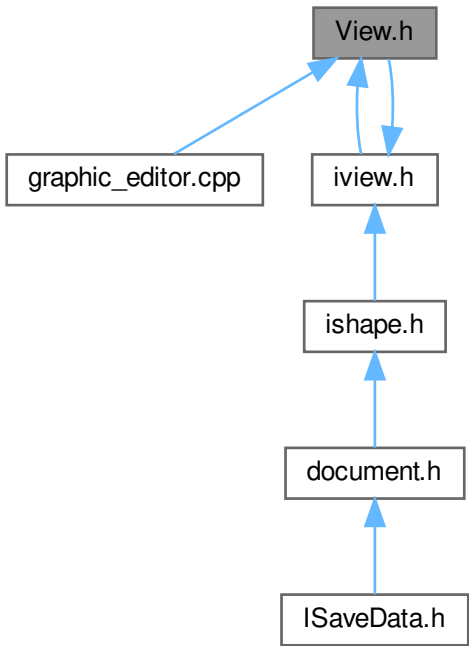 View.h
graphic_editor.cpp
iview.h
ishape.h
document.h
ISaveData.h